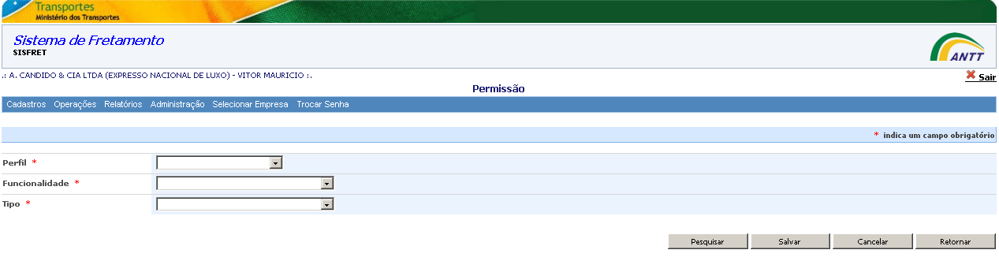 Transportes
Ministério dos Transportes
Sistema de Fretamento
SISFRET
ANTT
.: A. CANDIDO & CIA LTDA (EXPRESSO NACIONAL DE LUXO) - VITOR MAURICIO :.
Sair
Permissão
Cadastros Operações Relatórios Administração Selecionar Empresa Trocar Senha
* indica um campo obrigatório
Perfil *
Funcionalidade *
Tipo *
Pesquisar Salvar Cancelar Retornar